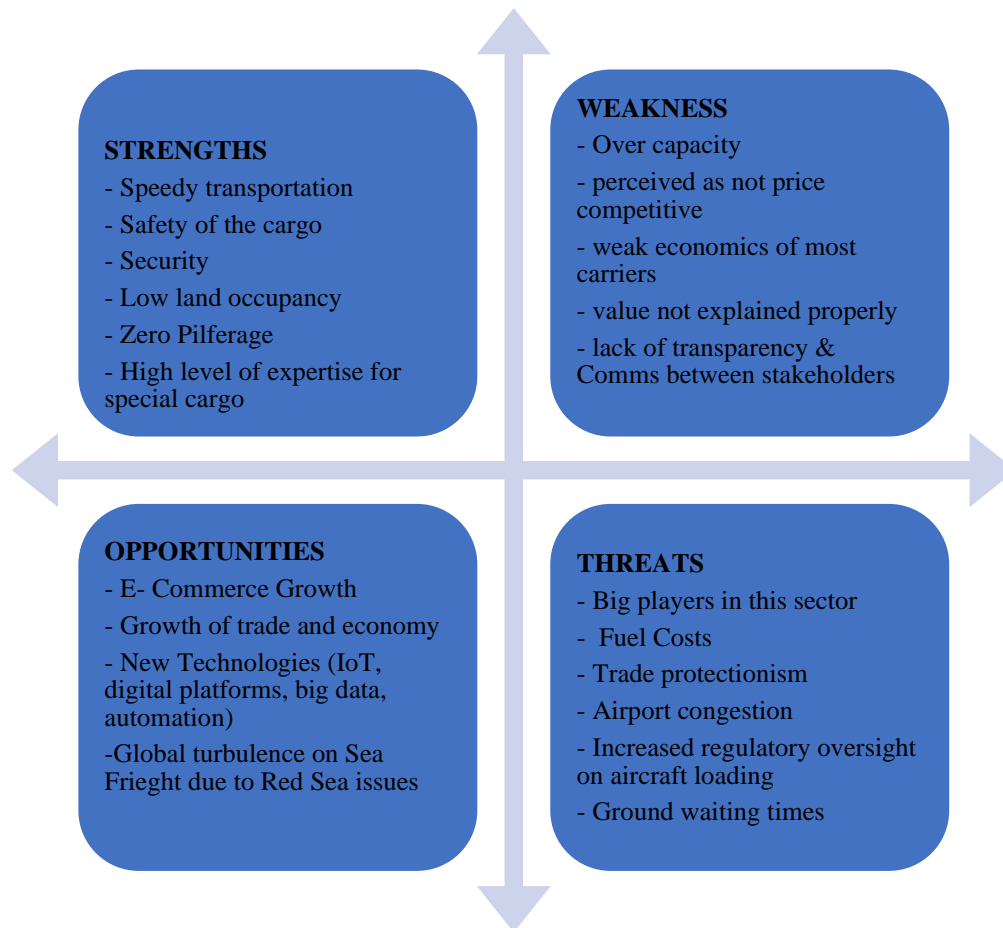 STRENGTHS
- Speedy transportation
- Safety of the cargo
- Security
- Low land occupancy
- Zero Pilferage
- High level of expertise for
special cargo
WEAKNESS
- Over capacity
- perceived as not price
competitive
- weak economics of most
carriers
- value not explained properly
- lack of transparency &
Comms between stakeholders
OPPORTUNITIES
- E- Commerce Growth
- Growth of trade and economy
- New Technologies (IoT,
digital platforms, big data,
automation)
-Global turbulence on Sea
Frieght due to Red Sea issues
THREATS
- Big players in this sector
- Fuel Costs
- Trade protectionism
- Airport congestion
- Increased regulatory oversight
on aircraft loading
- Ground waiting times